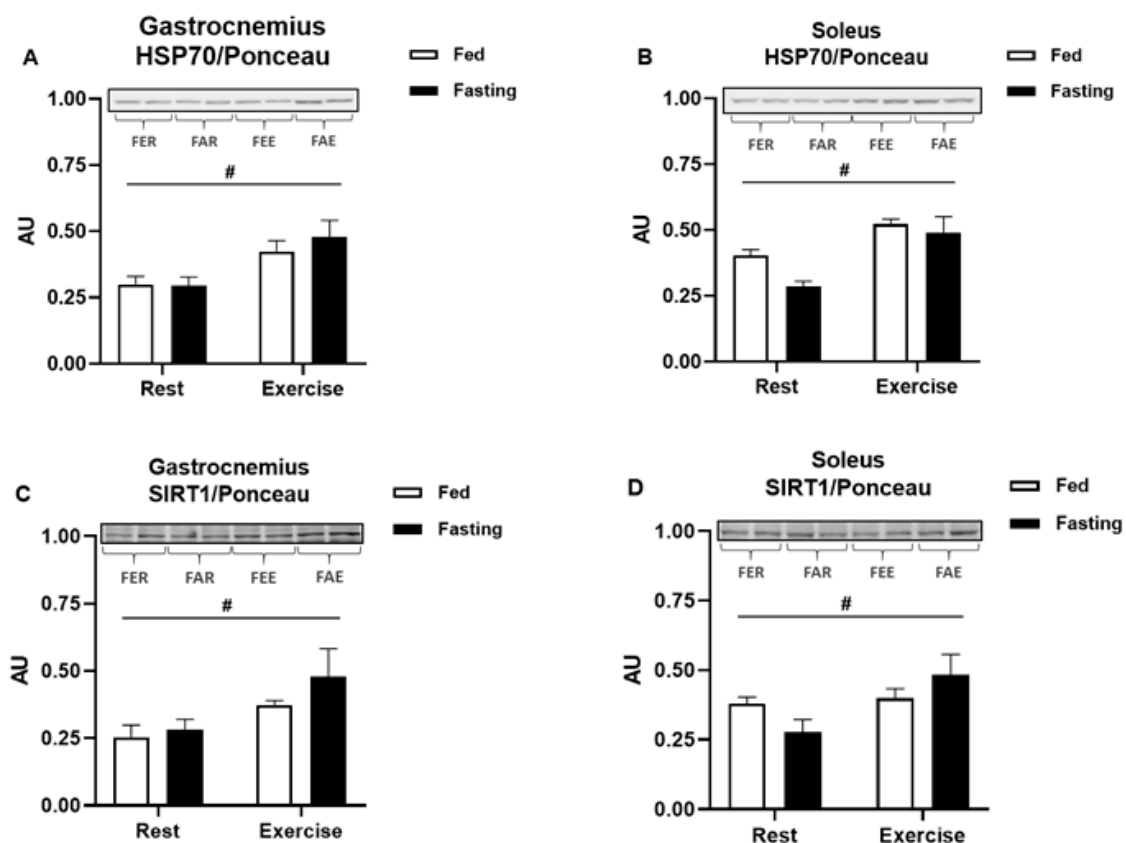 A
Gastrocnemius
HSP70/Ponceau
Fed
Fasting
AU
1.00
0.75
0.50
0.25
0.00
FER FAR FEE FAE
#
Rest Exercise
B
Soleus
HSP70/Ponceau
Fed
Fasting
AU
1.00
0.75
0.50
0.25
0.00
FER FAR FEE FAE
#
Rest Exercise
C
Gastrocnemius
SIRT1/Ponceau
Fed
Fasting
AU
1.00
0.75
0.50
0.25
0.00
FER FAR FEE FAE
#
Rest Exercise
D
Soleus
SIRT1/Ponceau
Fed
Fasting
AU
1.00
0.75
0.50
0.25
0.00
FER FAR FEE FAE
#
Rest Exercise